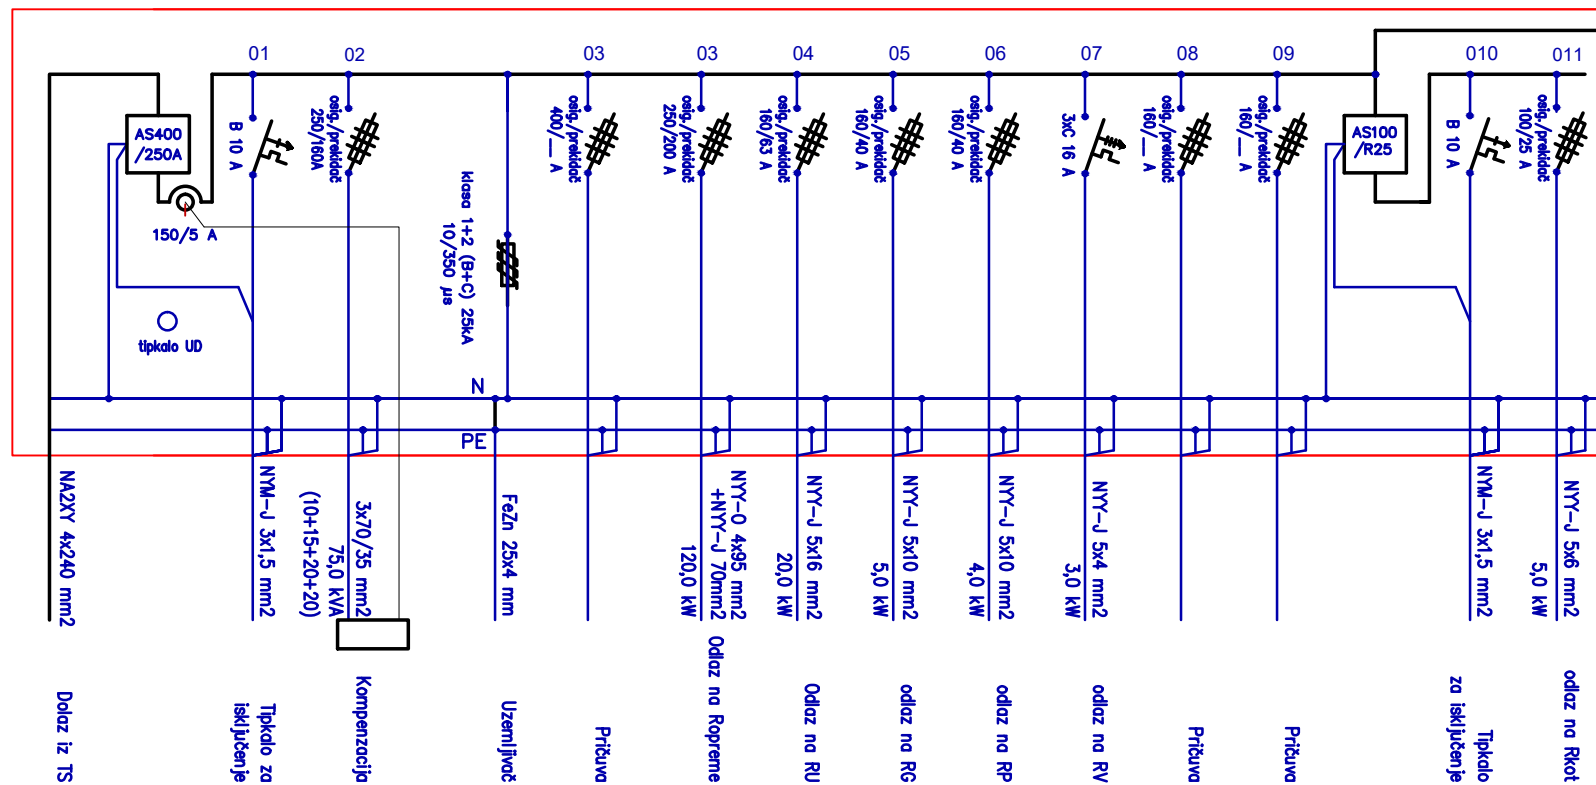 01
02
03
03
04
05
06
07
08
09
010
011
AS400
/250A
150/5 A
tipkalo UD
B 10 A
osig./prekidač
250/160A
klasa 1+2 (B+C) 25kA
10/350 µs
osig./prekidač
400/--- A
osig./prekidač
250/200 A
osig./prekidač
160/63 A
osig./prekidač
160/40 A
osig./prekidač
160/40 A
3xC 16 A
osig./prekidač
160/--- A
osig./prekidač
160/--- A
AS100
/R25
B 10 A
osig./prekidač
100/25 A
N
PE
NA2XY 4x240 mm2
NYM-J 3x1,5 mm2
3x70/35 mm2
75,0 kVA
(10+15+20+20)
FeZn 25x4 mm
NYY-O 4x95 mm2
+NYY-J 70mm2
120,0 kW
NYY-J 5x16 mm2
20,0 kW
NYY-J 5x10 mm2
5,0 kW
NYY-J 5x10 mm2
4,0 kW
NYY-J 5x4 mm2
3,0 kW
NYM-J 3x1,5 mm2
NYY-J 5x6 mm2
5,0 kW
Dolaz iz TS
Tipkalo za
isključenje
Kompenzacija
Uzemljivač
Pričuva
Odlaz na Ropreme
Odlaz na RU
odlaz na RG
odlaz na RP
odlaz na RV
Pričuva
Pričuva
Tipkalo
za isključenje
odlaz na Rkot